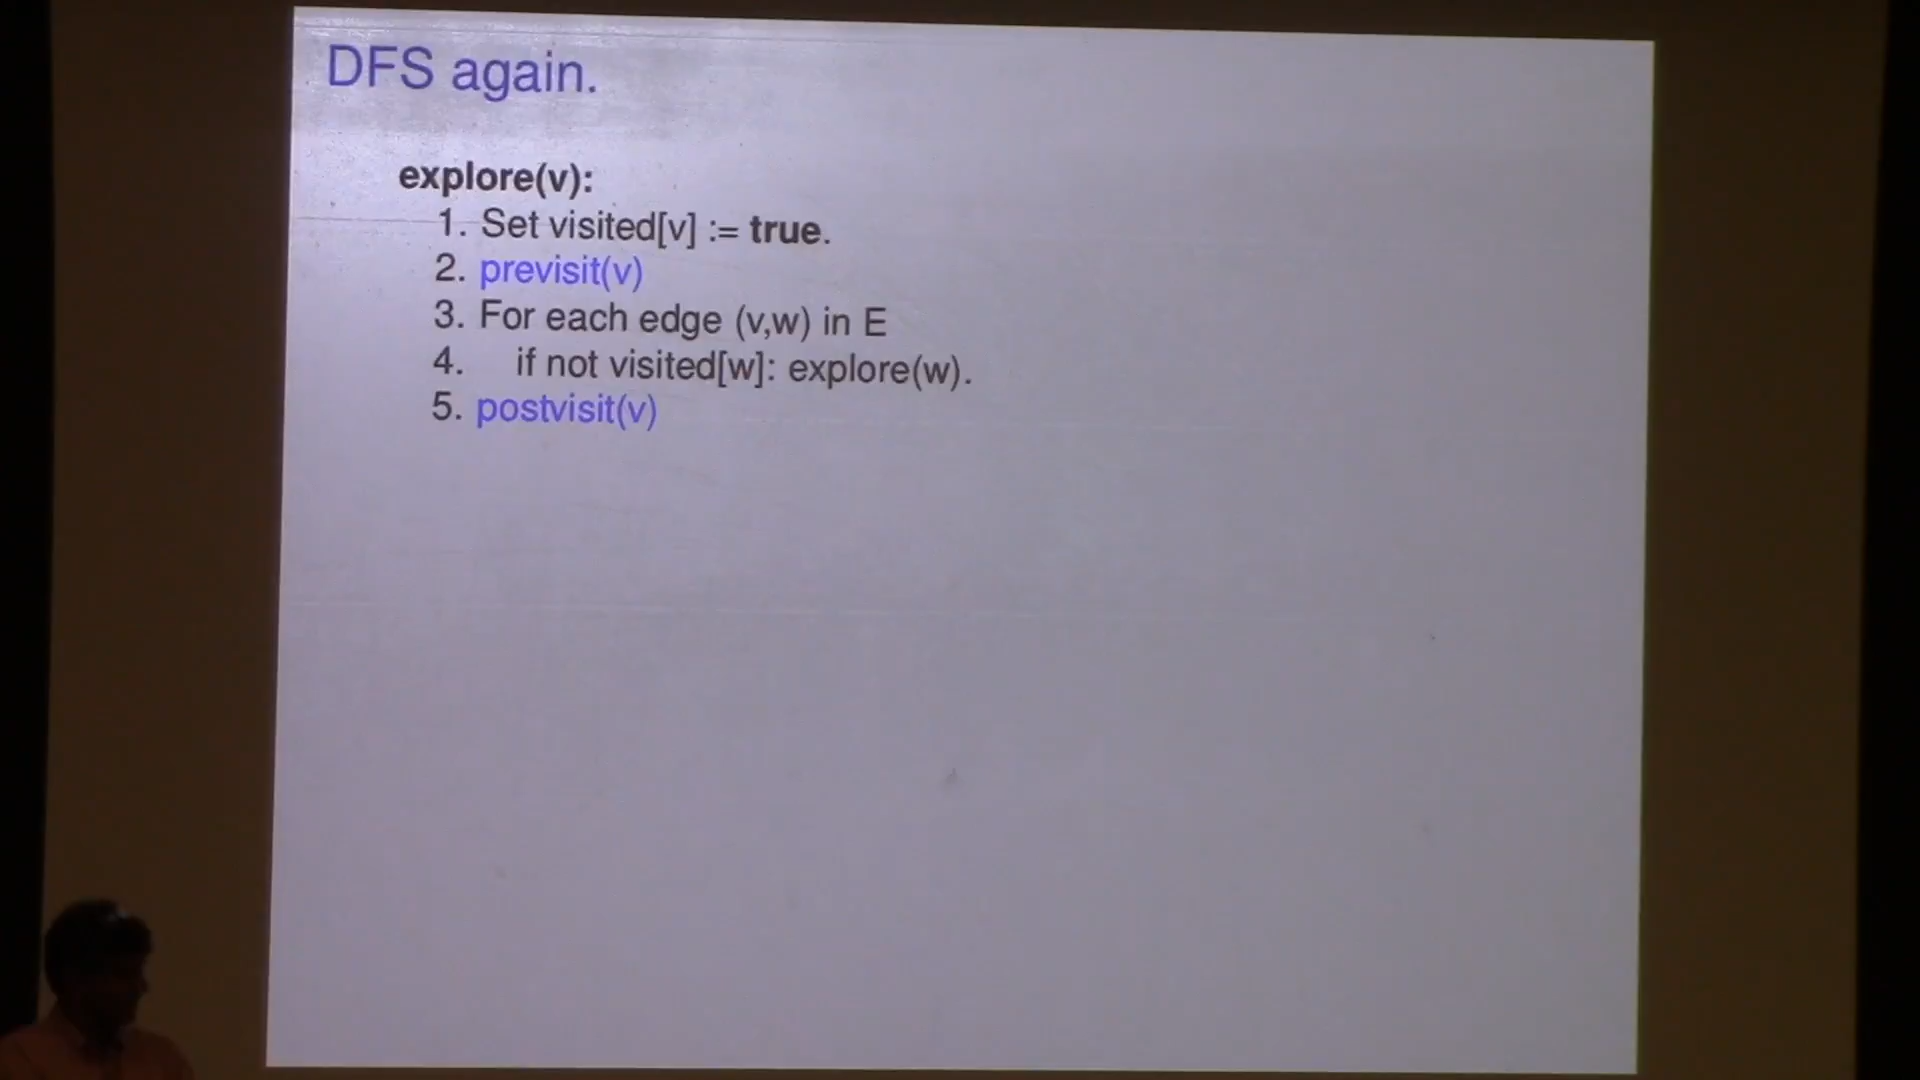 DFS again.
explore(v):
1. Set visited[v] := true.
2. previsit(v)
3. For each edge (v,w) in E
4. if not visited[w]: explore(w).
5. postvisit(v)